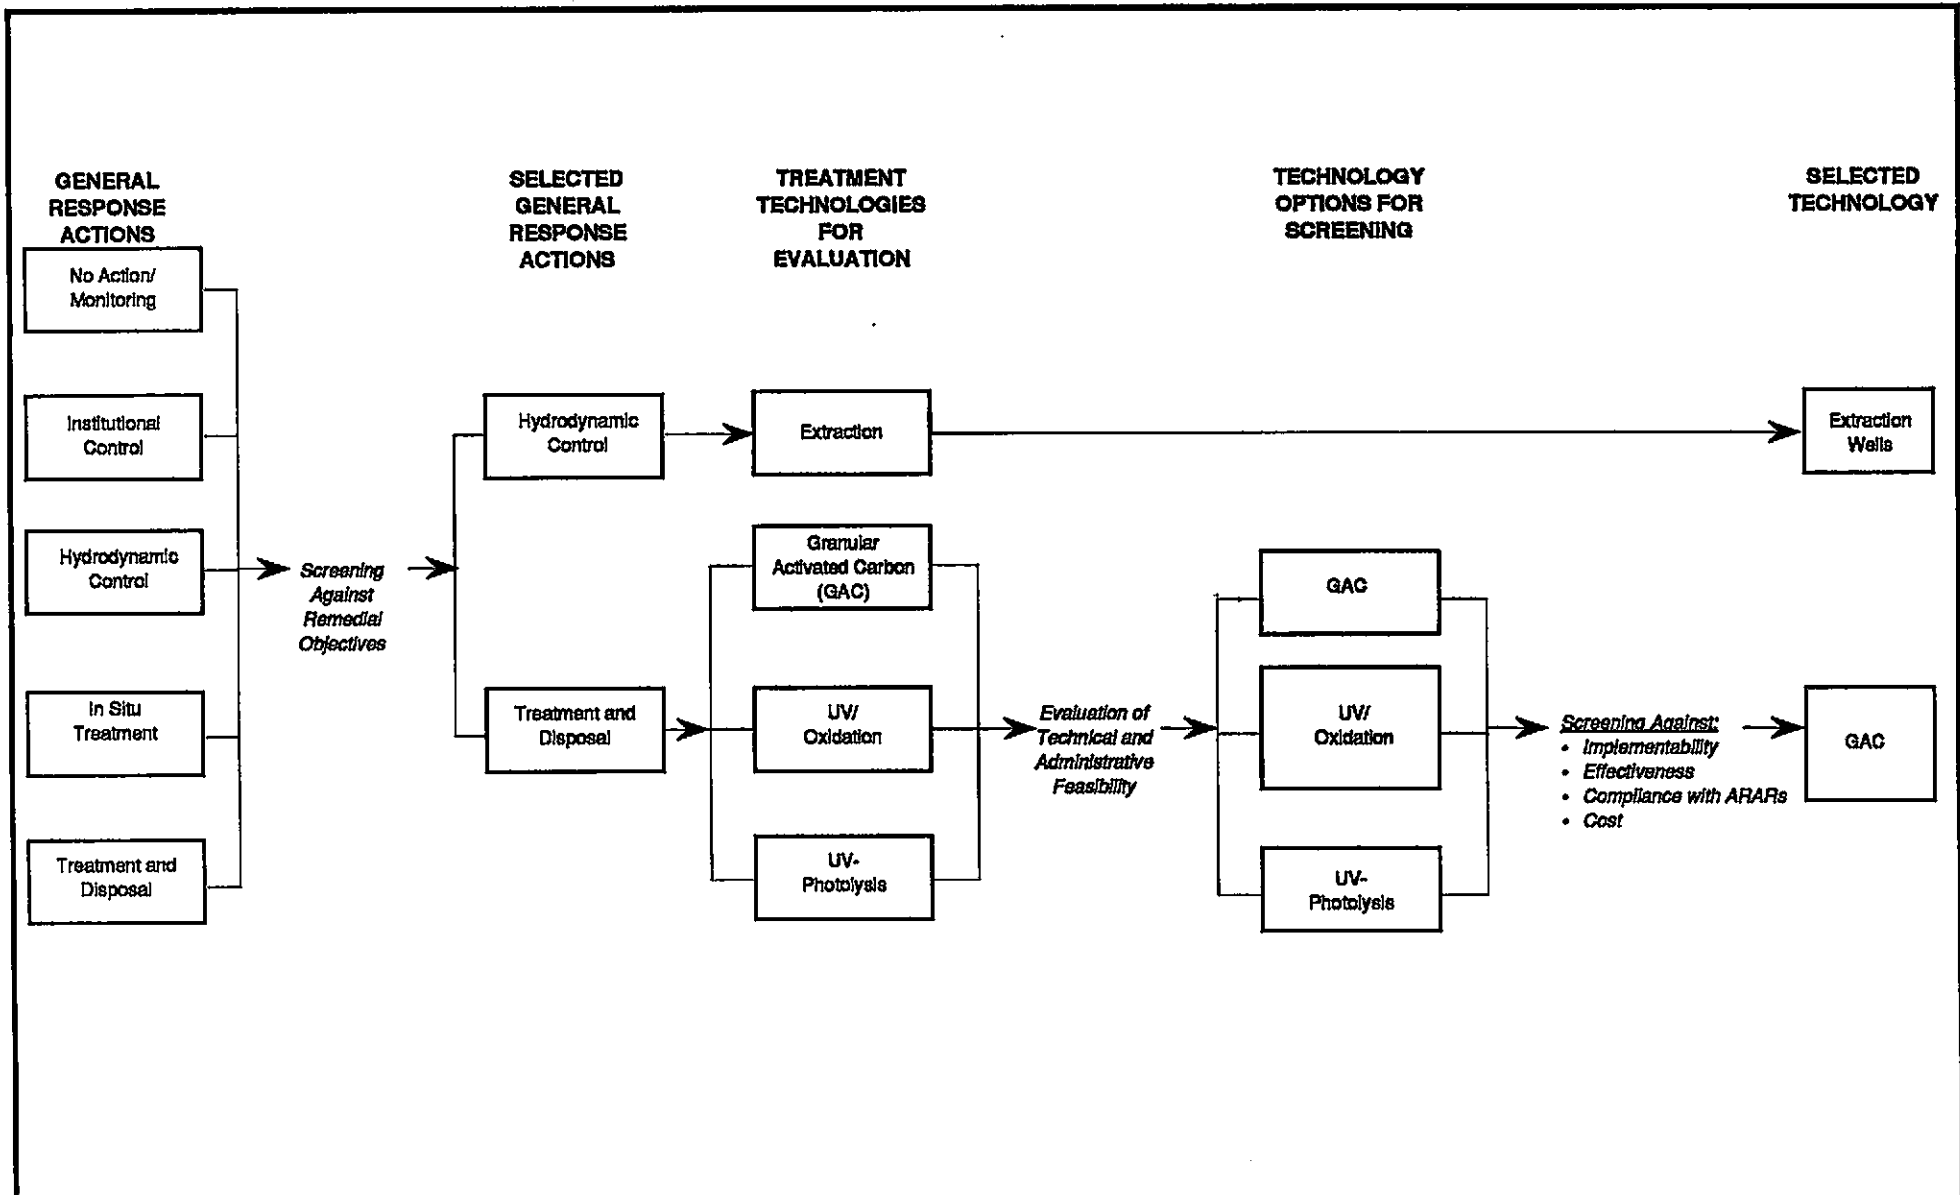 GENERAL
RESPONSE
ACTIONS
No Action/
Monitoring
Institutional
Control
Hydrodynamic
Control
In Situ
Treatment
Treatment and
Disposal
Screening
Against
Remedial
Objectives
SELECTED
GENERAL
RESPONSE
ACTIONS
Hydrodynamic
Control
Treatment and
Disposal
TREATMENT
TECHNOLOGIES
FOR
EVALUATION
Extraction
Granular
Activated Carbon
(GAC)
UV/
Oxidation
UV-
Photolysis
Evaluation of
Technical and
Administrative
Feasibility
TECHNOLOGY
OPTIONS FOR
SCREENING
GAC
UV/
Oxidation
UV-
Photolysis
Screening Against:
• Implementability
• Effectiveness
• Compliance with ARARs
• Cost
SELECTED
TECHNOLOGY
Extraction
Wells
GAC